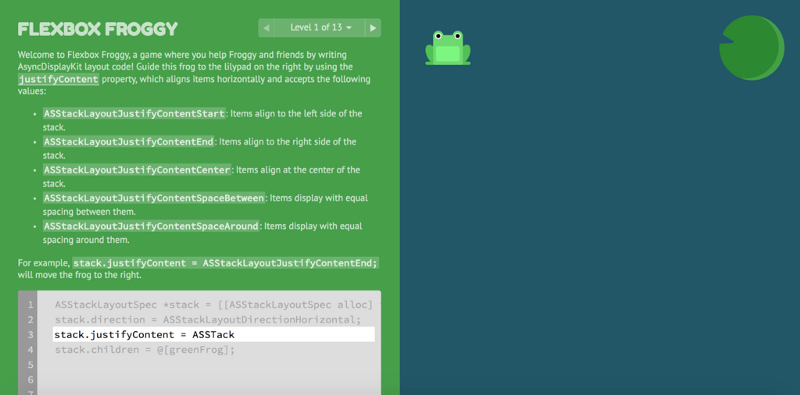 FLEXBOX FROGGY
Level 1 of 13
Welcome to Flexbox Froggy, a game where you help Froggy and friends by writing
AsyncDisplayKit layout code! Guide this frog to the lilypad on the right by using the
justifyContent property, which aligns items horizontally and accepts the following
values:
• ASStackLayoutJustifyContentStart: Items align to the left side of the
stack.
• ASStackLayoutJustifyContentEnd: Items align to the right side of the
stack.
• ASStackLayoutJustifyContentCenter: Items align at the center of the
stack.
• ASStackLayoutJustifyContentSpaceBetween: Items display with equal
spacing between them.
• ASStackLayoutJustifyContentSpaceAround: Items display with equal
spacing around them.
For example, stack.justifyContent = ASStackLayoutJustifyContentEnd;
will move the frog to the right.
1 ASStackLayoutSpec *stack = [[ASStackLayoutSpec alloc]
2 stack.direction = ASStackLayoutDirectionHorizontal;
3 stack.justifyContent = ASSTack
4 stack.children = @[greenFrog];
5
6
7